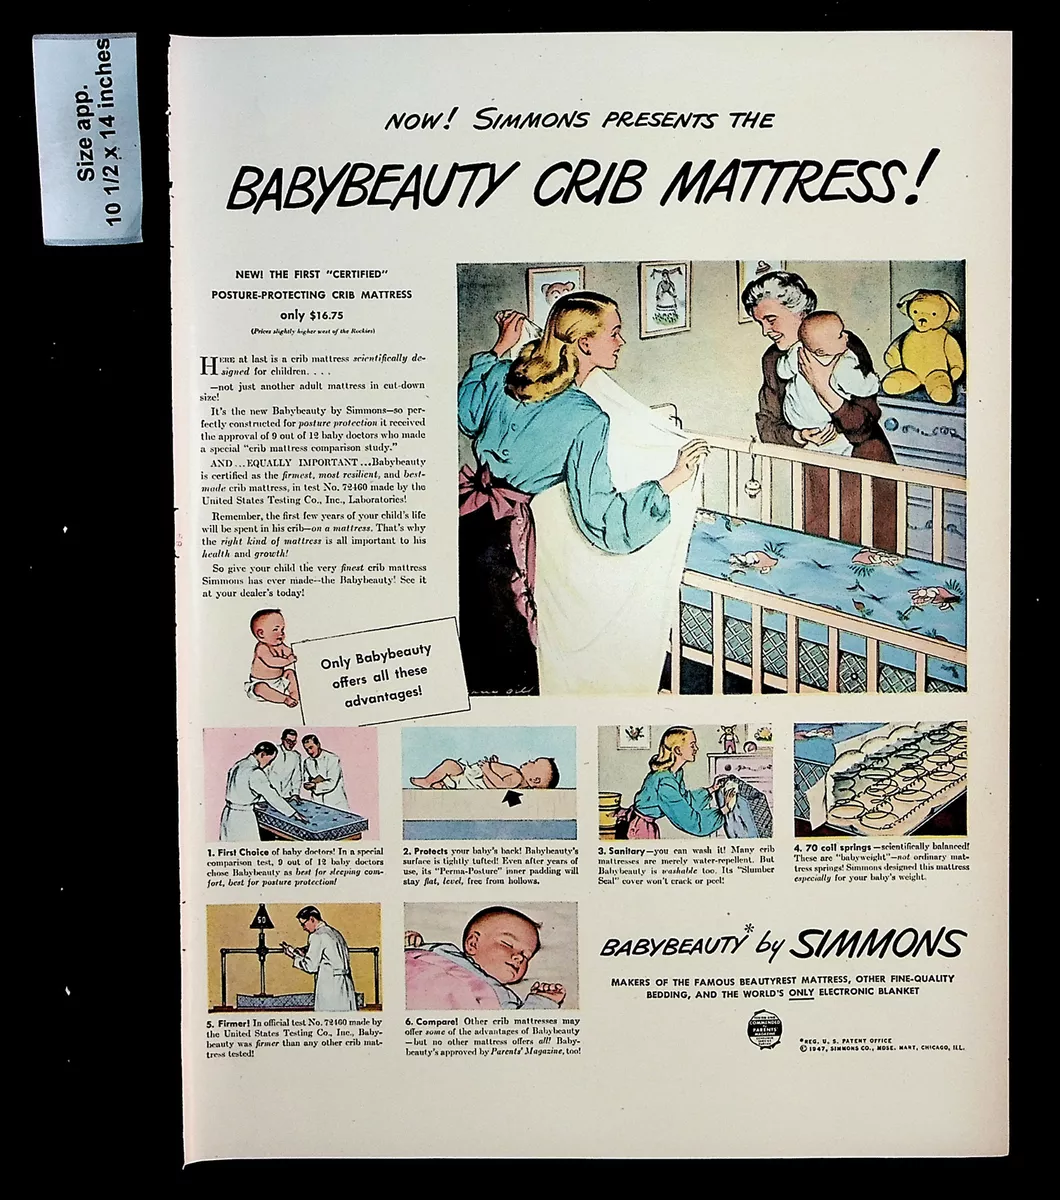 Size app.
10 1/2 x 14 inches
NOW! SIMMONS PRESENTS THE
BABYBEAUTY CRIB MATTRESS!
NEW! THE FIRST "CERTIFIED"
POSTURE-PROTECTING CRIB MATTRESS
only $16.75
(Prices slightly higher west of the Rockies)
HERE at last is a crib mattress scientifically de-
signed for children. . . .
—not just another adult mattress in cut-down
size!
It's the new Babybeauty by Simmons—so per-
fectly constructed for posture protection it received
the approval of 9 out of 12 baby doctors who made
a special "crib mattress comparison study."
AND...EQUALLY IMPORTANT...Babybeauty
is certified as the firmest, most resilient, and best-
made crib mattress, in test No. 72460 made by the
United States Testing Co., Inc., Laboratories!
Remember, the first few years of your child's life
will be spent in his crib—on a mattress. That's why
the right kind of mattress is all important to his
health and growth!
So give your child the very finest crib mattress
Simmons has ever made--the Babybeauty! See it
at your dealer's today!
Only Babybeauty
offers all these
advantages!
1. First Choice of baby doctors! In a special
comparison test, 9 out of 12 baby doctors
chose Babybeauty as best for sleeping com-
fort, best for posture protection!
2. Protects your baby's back! Babybeauty's
surface is tightly tufted! Even after years of
use, its "Perma-Posture" inner padding will
stay flat, level, free from hollows.
3. Sanitary—you can wash it! Many crib
mattresses are merely water-repellent. But
Babybeauty is washable too. Its "Slumber
Seal" cover won't crack or peel!
4. 70 coil springs—scientifically balanced!
These are "babyweight"—not ordinary mat-
tress springs! Simmons designed this mattress
especially for your baby's weight.
50
5. Firmer! In official test No. 72460 made by
the United States Testing Co., Inc., Baby-
beauty was firmer than any other crib mat-
tress tested!
6. Compare! Other crib mattresses may
offer some of the advantages of Babybeauty
—but no other mattress offers all! Baby-
beauty's approved by Parents' Magazine, too!
BABYBEAUTY* by SIMMONS
MAKERS OF THE FAMOUS BEAUTYREST MATTRESS, OTHER FINE-QUALITY
BEDDING, AND THE WORLD'S ONLY ELECTRONIC BLANKET
COMMENDED
PARENTS'
MAGAZINE
*REG. U. S. PATENT OFFICE
© 1947, SIMMONS CO., MDSE. MART, CHICAGO, ILL.